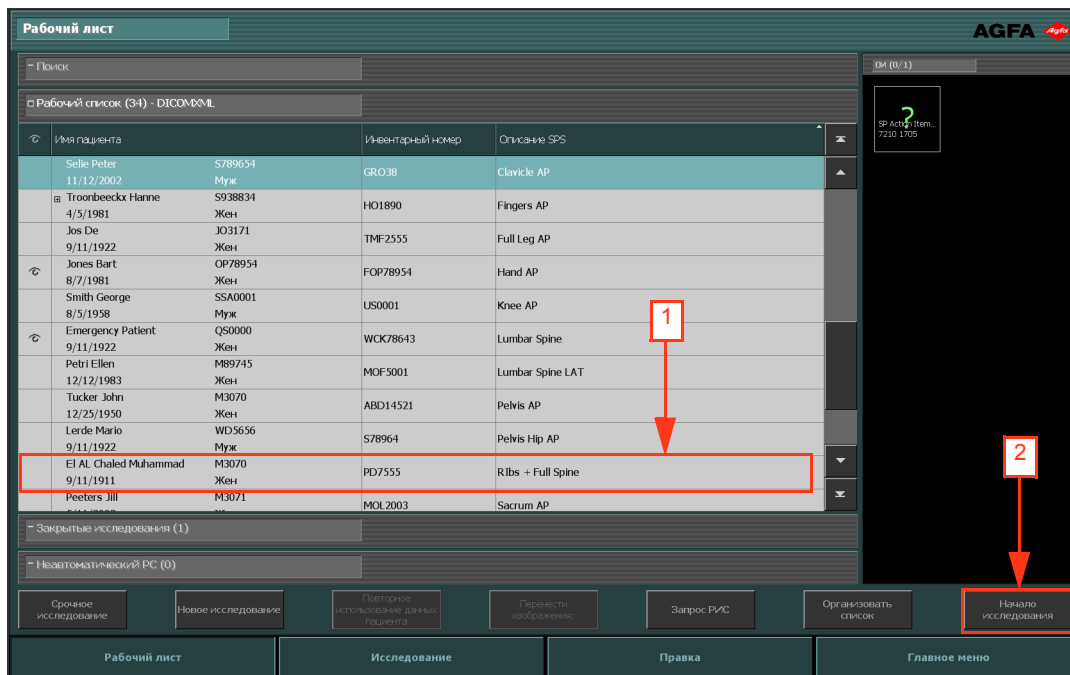 Рабочий лист
AGFA Agfa
Поиск
ОИ (0/1)
Рабочий список (34) - DICOMXML
?
SP Action Item...
7210 1705
Имя пациента Инвентарный номер Описание SPS
Selie Peter S789654
11/12/2002 Муж
GRO38 Clavicle AP
Troonbeeckx Hanne S938834
4/5/1981 Жен
HO1890 Fingers AP
Jos De JO3171
9/11/1922 Жен
TMF2555 Full Leg AP
Jones Bart OP78954
8/7/1981 Жен
FOP78954 Hand AP
Smith George SSA0001
8/5/1958 Муж
US0001 Knee AP
1
Emergency Patient QS0000
9/11/1922 Жен
WCK78643 Lumbar Spine
Petri Ellen M89745
12/12/1983 Жен
MOF5001 Lumbar Spine LAT
Tucker John M3070
12/25/1950 Жен
ABD14521 Pelvis AP
Lerde Mario WD5656
9/11/1922 Муж
S78964 Pelvis Hip AP
2
El AL Chaled Muhammad M3070
9/11/1911 Жен
PD7555 RIbs + Full Spine
Peeters Jill M3071
MOL2003 Sacrum AP
Закрытые исследования (1)
Неавтоматический РС (0)
Срочное
исследование
Новое исследование
Повторное
использование данных
пациента
Перенести
изображения:
Запрос РИС
Организовать
список
Начало
исследования
Рабочий лист Исследование Правка Главное меню